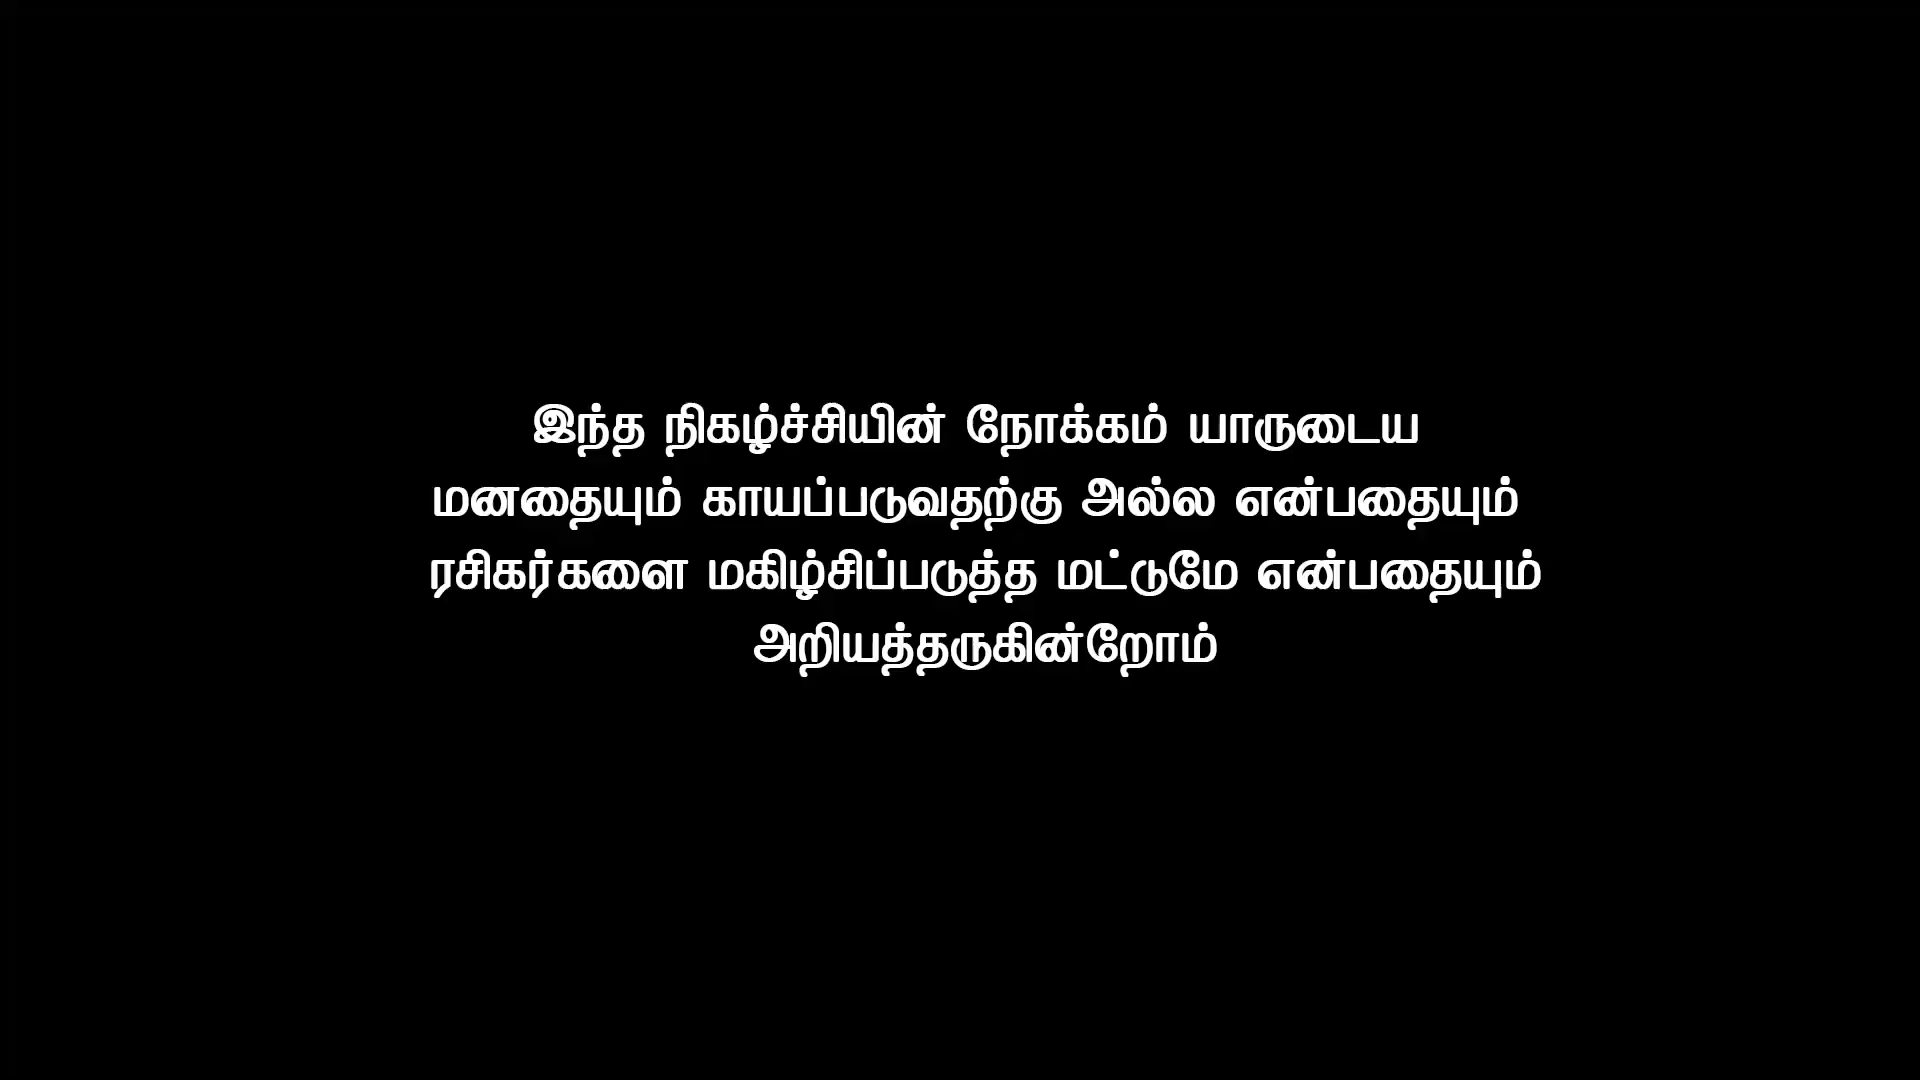 இந்த நிகழ்ச்சியின் நோக்கம் யாருடைய
மனதையும் காயப்படுவதற்கு அல்ல என்பதையும்
ரசிகர்களை மகிழ்சிப்படுத்த மட்டுமே என்பதையும்
அறியத்தருகின்றோம்